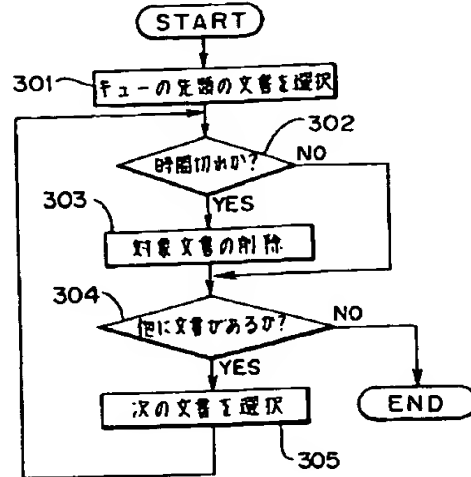 START
301
キューの先頭の文書を選択
302
時間切れか?
NO
YES
303
対象文書の削除
304
他に文書があるか?
NO
YES
次の文書を選択
END
305